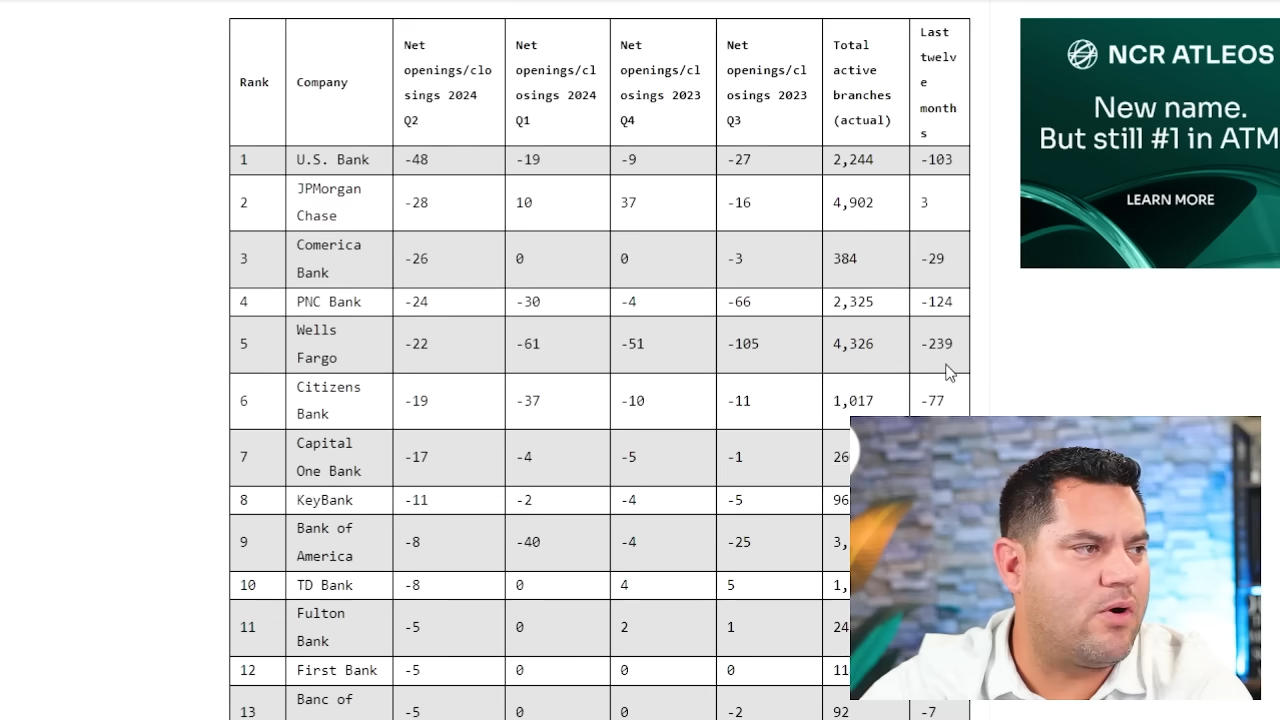 Rank Company Net openings/clo sings 2024 Q2 Net openings/cl osings 2024 Q1 Net openings/cl osings 2023 Q4 Net openings/cl osings 2023 Q3 Total active branches (actual) Last twelv e month s
1 U.S. Bank -48 -19 -9 -27 2,244 -103
2 JPMorgan Chase -28 10 37 -16 4,902 3
3 Comerica Bank -26 0 0 -3 384 -29
4 PNC Bank -24 -30 -4 -66 2,325 -124
5 Wells Fargo -22 -61 -51 -105 4,326 -239
6 Citizens Bank -19 -37 -10 -11 1,017 -77
7 Capital One Bank -17 -4 -5 -1 26
8 KeyBank -11 -2 -4 -5 96
9 Bank of America -8 -40 -4 -25 3,
10 TD Bank -8 0 4 5 1,
11 Fulton Bank -5 0 2 1 24
12 First Bank -5 0 0 0 11
13 Banc of -5 0 0 -2 92 -7
NCR ATLEOS
New name.
But still #1 in ATM
LEARN MORE